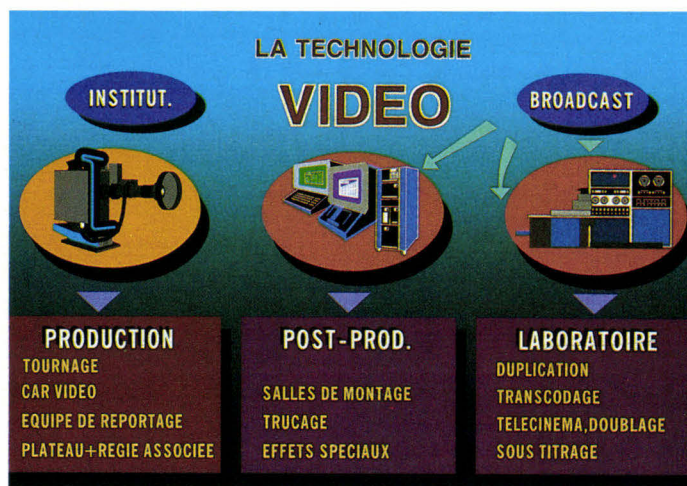 LA TECHNOLOGIE
VIDEO
INSTITUT.
BROADCAST
PRODUCTION
TOURNAGE
CAR VIDEO
EQUIPE DE REPORTAGE
PLATEAU+REGIE ASSOCIEE
POST-PROD.
SALLES DE MONTAGE
TRUCAGE
EFFETS SPECIAUX
LABORATOIRE
DUPLICATION
TRANSCODAGE
TELECINEMA,DOUBLAGE
SOUS TITRAGE